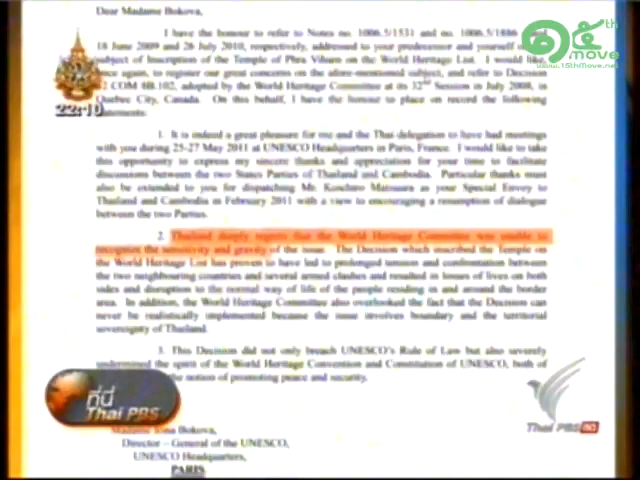 Dear Madame Bokova,
๑๕th
move
www.15thMove.net
I have the honour to refer to Notes no. 1006.5/1531 and no. 1006.5/1886
18 June 2009 and 26 July 2010, respectively, addressed to your predecessor and yourself
subject of Inscription of the Temple of Phra Viharn on the World Heritage List. I would like,
once again, to register our great concerns on the afore-mentioned subject, and refer to Decision
COM 8B.102, adopted by the World Heritage Committee at its 32nd Session in July 2008, in
Quebec City, Canada. On this behalf, I have the honour to place on record the following
22:10
1. It is indeed a great pleasure for me and the Thai delegation to have had meetings
with you during 25-27 May 2011 at UNESCO Headquarters in Paris, France. I would like to take
this opportunity to express my sincere thanks and appreciation for your time to facilitate
discussions between the two States Parties of Thailand and Cambodia. Particular thanks must
also be extended to you for dispatching Mr. Koichiro Matsuura as your Special Envoy to
Thailand and Cambodia in February 2011 with a view to encouraging a resumption of dialogue
between the two Parties.
2. Thailand deeply regrets that the World Heritage Committee was unable to
recognize the sensitivity and gravity of the issue. The Decision which inscribed the Temple on
the World Heritage List has proven to have led to prolonged tension and confrontation between
the two neighbouring countries and several armed clashes and resulted in losses of lives on both
sides and disruption to the normal way of life of the people residing in and around the border
area. In addition, the World Heritage Committee also overlooked the fact that the Decision can
never be realistically implemented because the issue involves boundary and the territorial
sovereignty of Thailand.
3. This Decision did not only breach UNESCO's Rule of Law but also severely
undermined the spirit of the World Heritage Convention and Constitution of UNESCO, both of
the notion of promoting peace and security.
ที่นี่
Thai PBS
Thai PBS
Madame Irina Bokova,
Director – General of the UNESCO,
UNESCO Headquarters,
PARIS